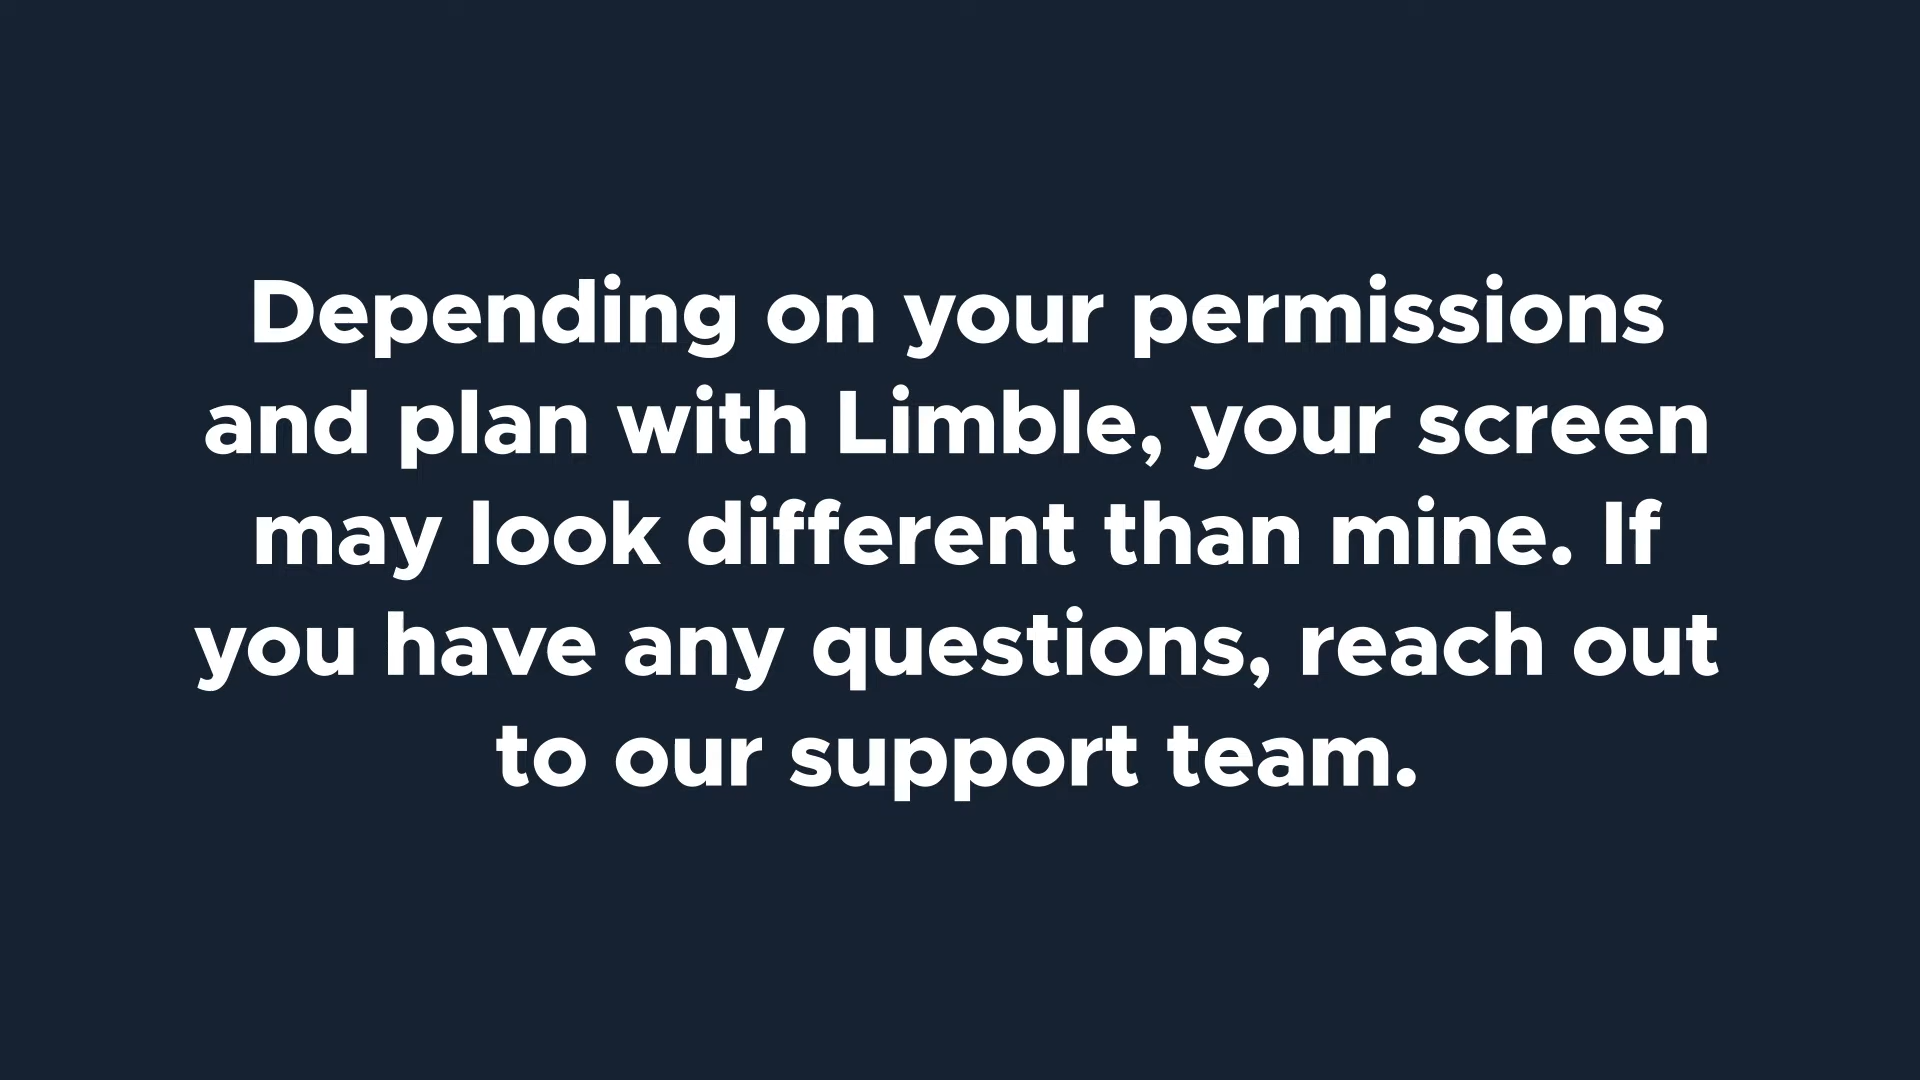 Depending on your permissions
and plan with Limble, your screen
may look different than mine. If
you have any questions, reach out
to our support team.